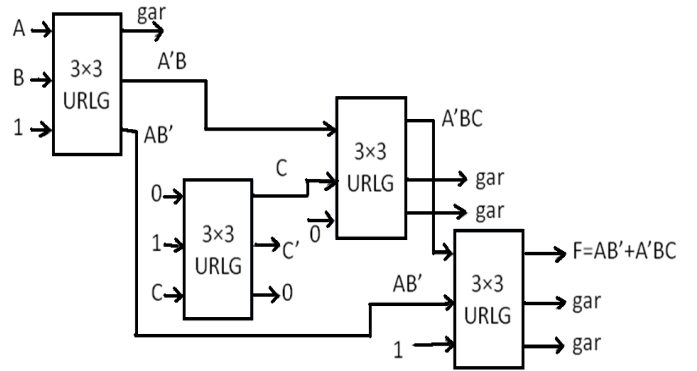 A
gar
B
1
3×3
URLG
A'B
AB'
0
1
C
3×3
URLG
C
C'
0
0
3×3
URLG
A'BC
gar
gar
AB'
1
3×3
URLG
F=AB'+A'BC
gar
gar